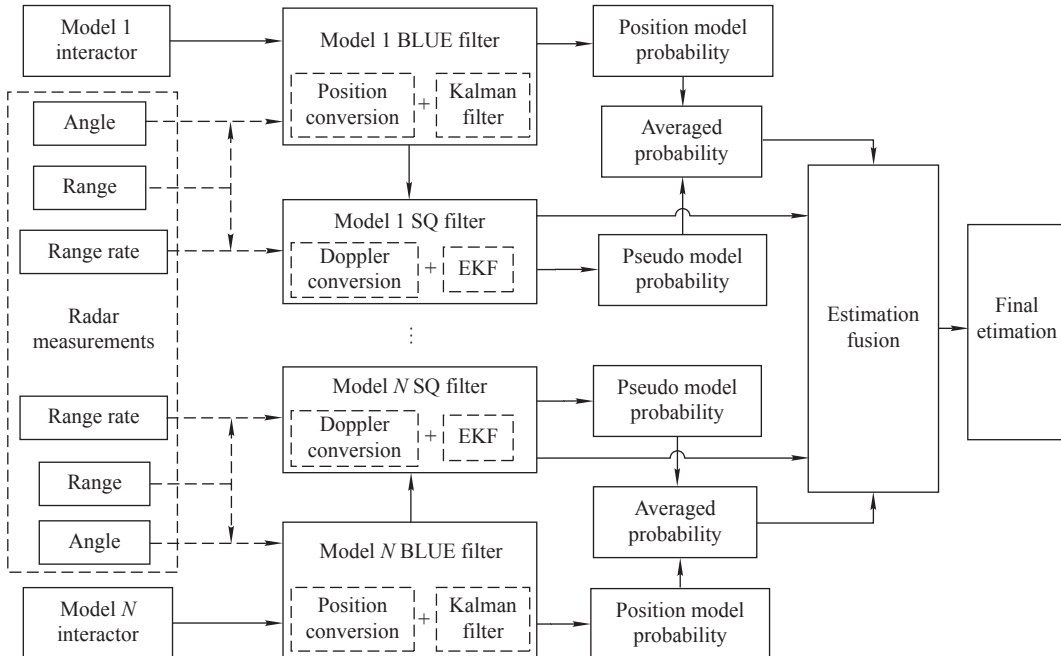 Model 1
interactor
Model 1 BLUE filter
Position
conversion
+
Kalman
filter
Position model
probability
Angle
Range
Range rate
Averaged
probability
Model 1 SQ filter
Doppler
conversion
+
EKF
Pseudo model
probability
Radar
measurements
⋮
Estimation
fusion
Final
etimation
Model N SQ filter
Doppler
conversion
+
EKF
Pseudo model
probability
Range rate
Range
Angle
Averaged
probability
Model N BLUE filter
Position
conversion
+
Kalman
filter
Position model
probability
Model N
interactor